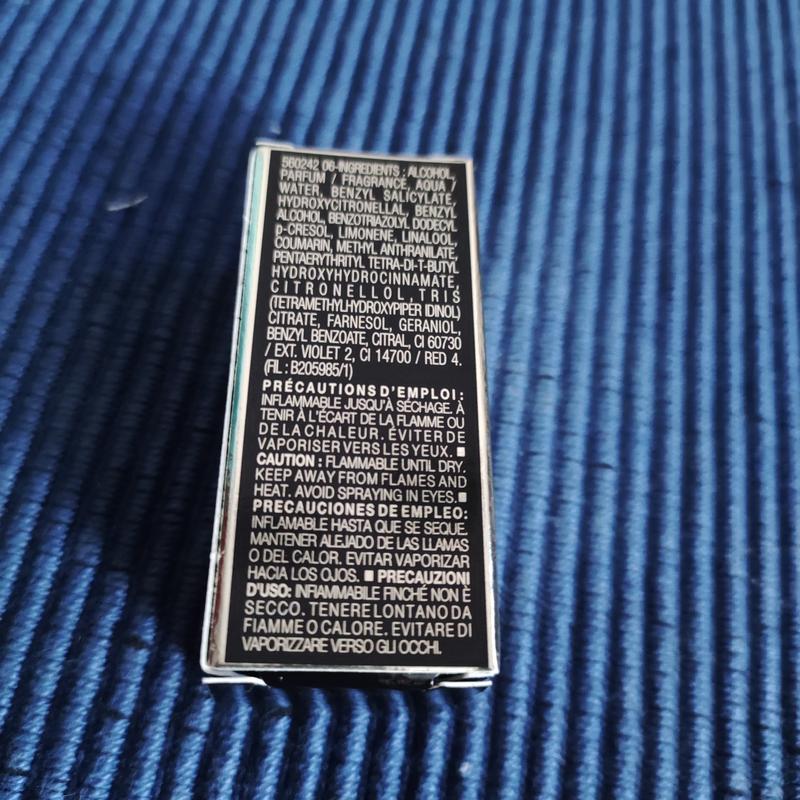 560242 06-INGREDIENTS : ALCOHOL,
PARFUM / FRAGRANCE, AQUA /
WATER, BENZYL SALICYLATE,
HYDROXYCITRONELLAL, BENZYL
ALCOHOL, BENZOTRIAZOLYL DODECYL
p-CRESOL, LIMONENE, LINALOOL,
COUMARIN, METHYL ANTHRANILATE,
PENTAERYTHRITYL TETRA-DI-T-BUTYL
HYDROXYHYDROCINNAMATE,
CITRONELLOL, TRIS
(TETRAMETHYLHYDROXYPIPERIDINOL)
CITRATE, FARNESOL, GERANIOL,
BENZYL BENZOATE, CITRAL, CI 60730
/ EXT. VIOLET 2, CI 14700 / RED 4.
(FIL : B205985/1)
PRÉCAUTIONS D'EMPLOI :
INFLAMMABLE JUSQU'À SÉCHAGE. À
TENIR À L'ÉCART DE LA FLAMME OU
DE LA CHALEUR. ÉVITER DE
VAPORISER VERS LES YEUX. ■
CAUTION : FLAMMABLE UNTIL DRY.
KEEP AWAY FROM FLAMES AND
HEAT. AVOID SPRAYING IN EYES. ■
PRECAUCIONES DE EMPLEO:
INFLAMABLE HASTA QUE SE SEQUE.
MANTENER ALEJADO DE LAS LLAMAS
O DEL CALOR. EVITAR VAPORIZAR
HACIA LOS OJOS. ■ PRECAUZIONI
D'USO: INFIAMMABILE FINCHÉ NON È
SECCO. TENERE LONTANO DA
FIAMME O CALORE. EVITARE DI
VAPORIZZARE VERSO GLI OCCHI.